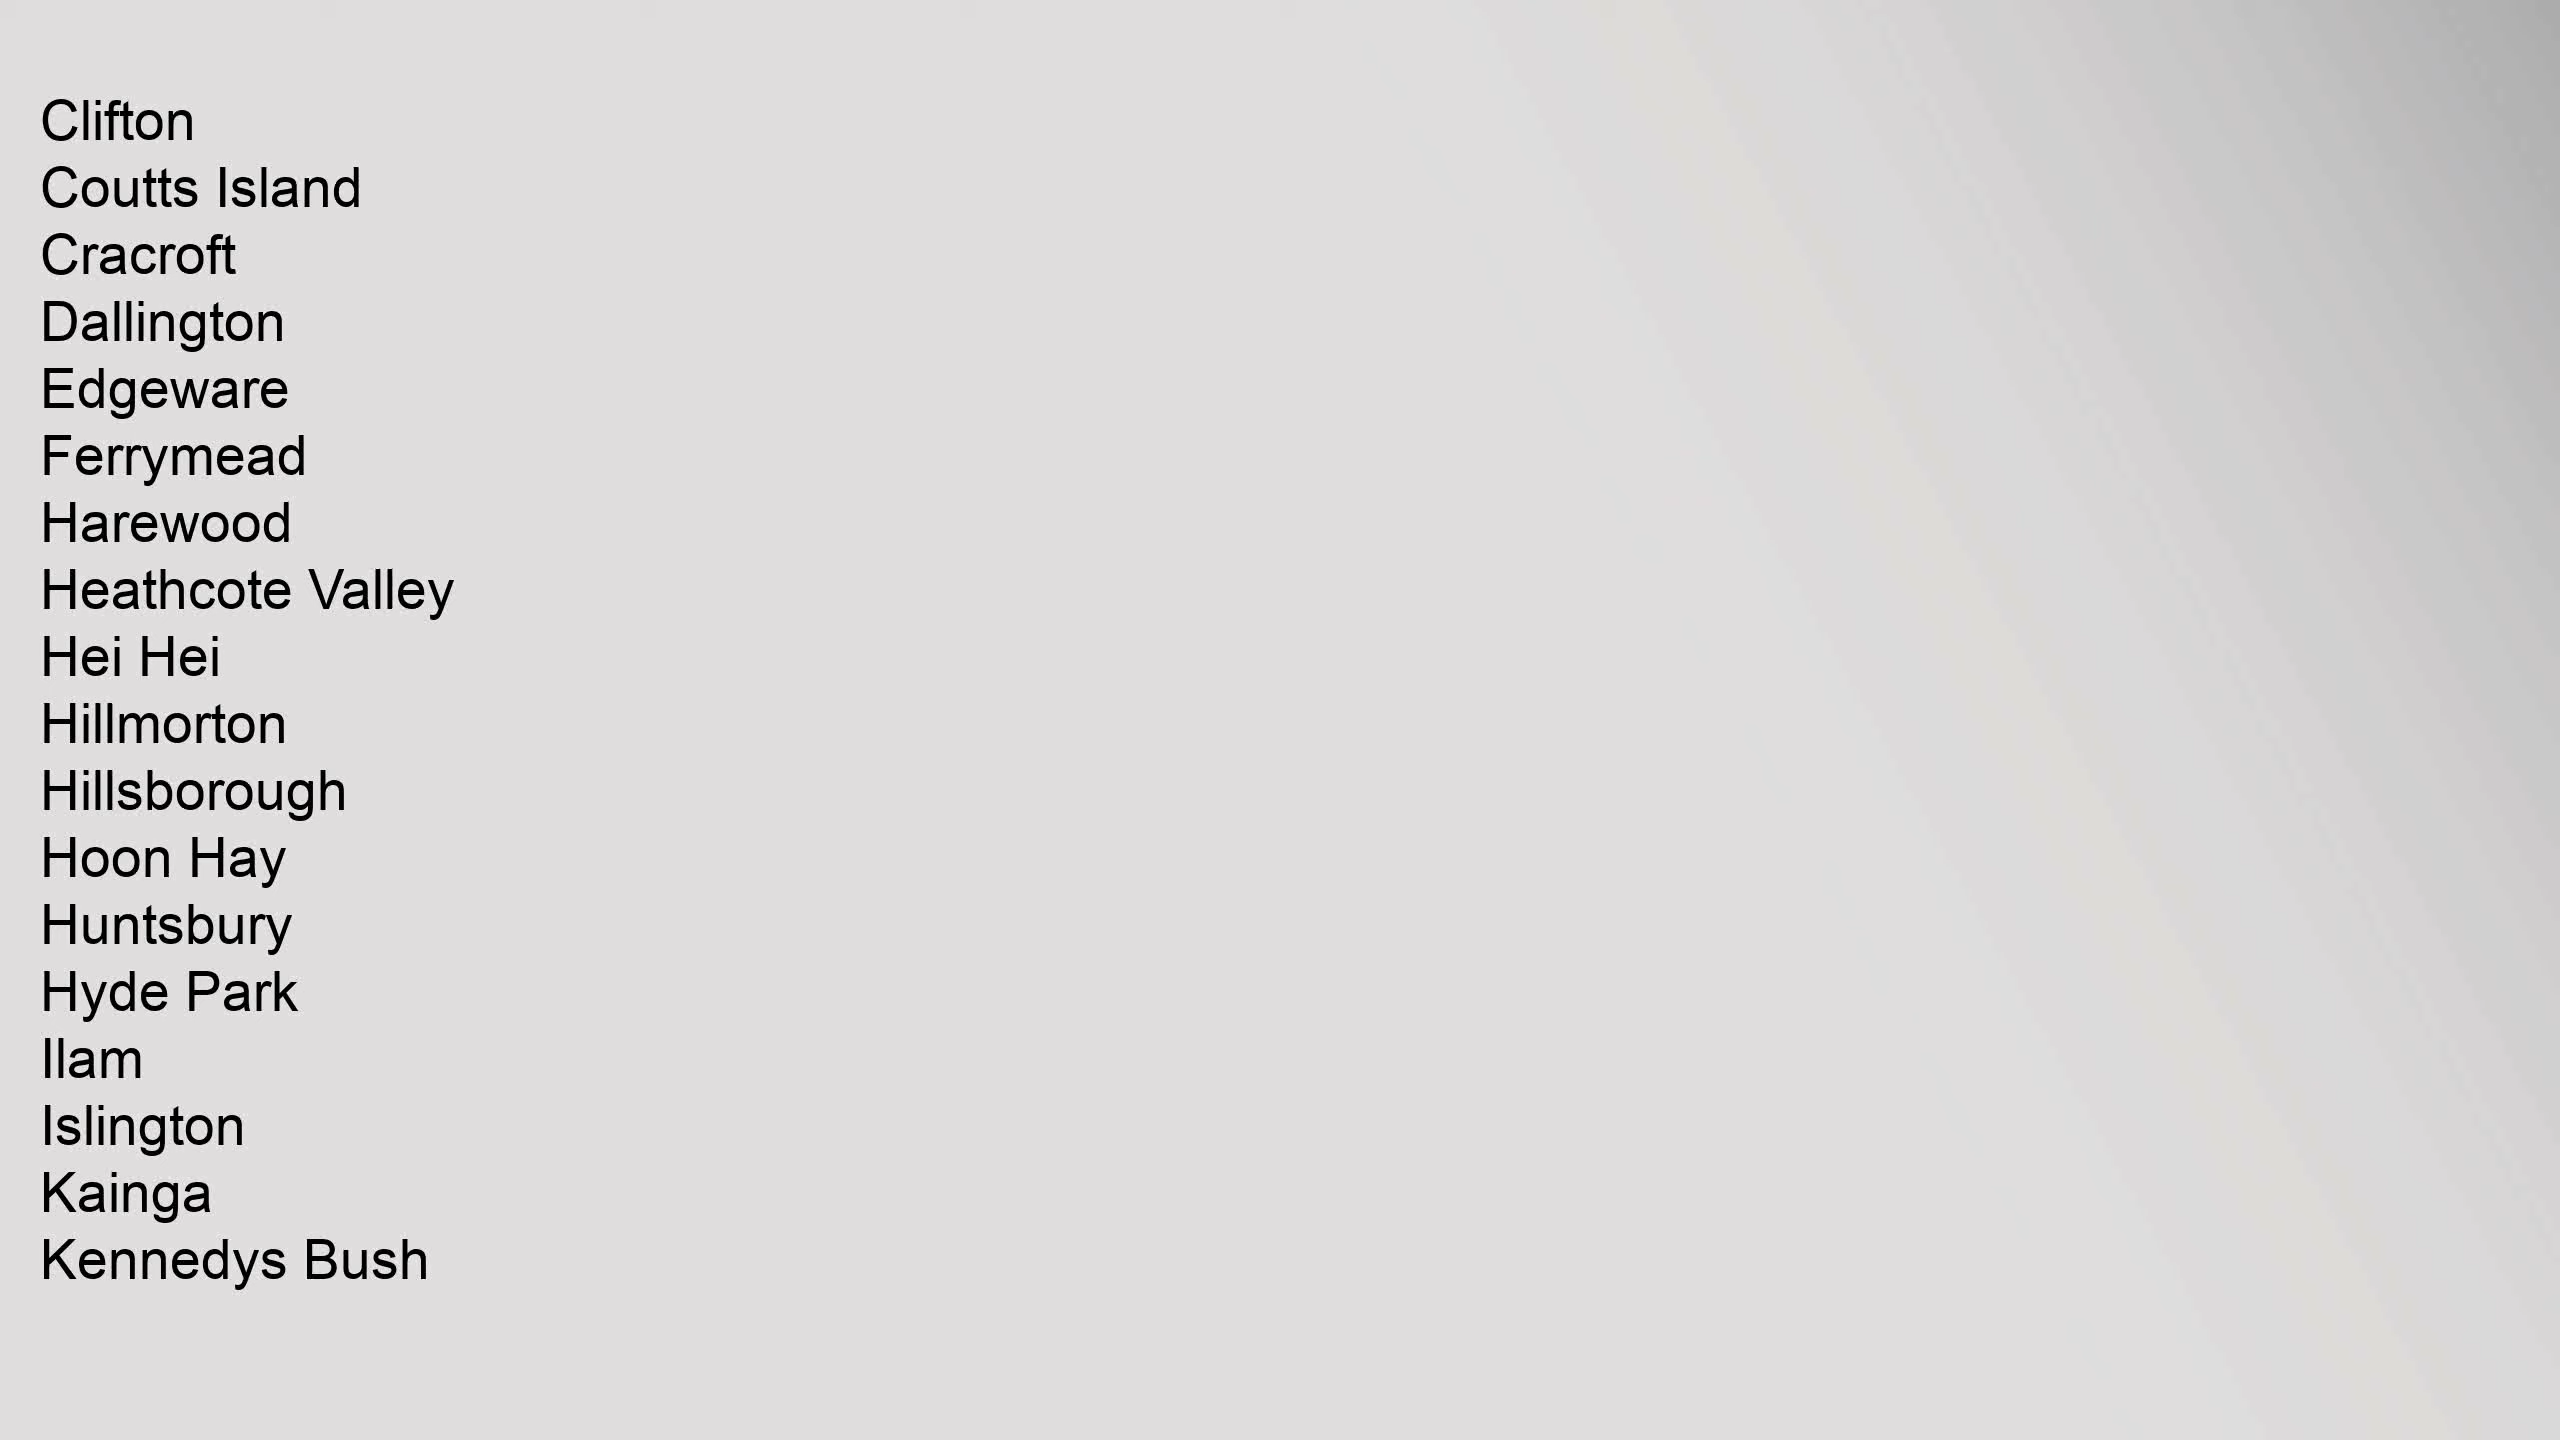 Clifton
Coutts Island
Cracroft
Dallington
Edgeware
Ferrymead
Harewood
Heathcote Valley
Hei Hei
Hillmorton
Hillsborough
Hoon Hay
Huntsbury
Hyde Park
Ilam
Islington
Kainga
Kennedys Bush